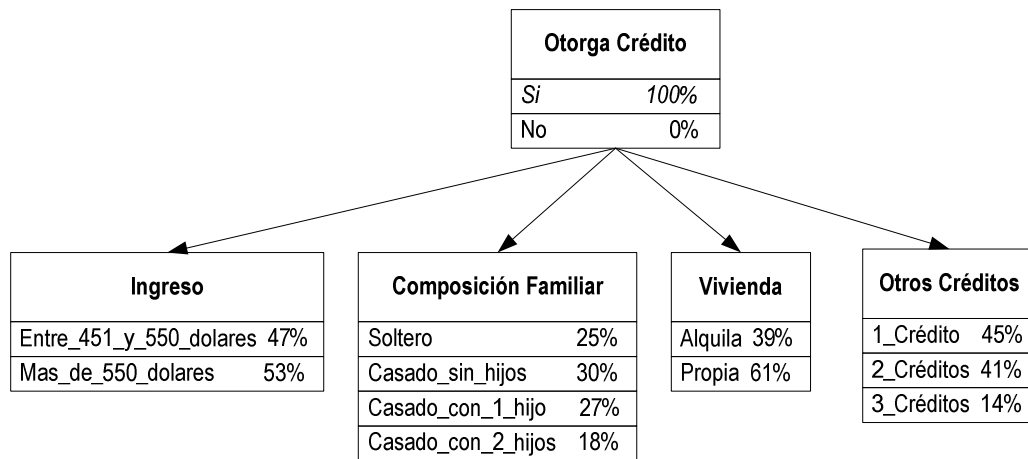 Otorga Crédito
Si 100%
No 0%
Ingreso
Entre_451_y_550_dolares 47%
Mas_de_550_dolares 53%
Composición Familiar
Soltero 25%
Casado_sin_hijos 30%
Casado_con_1_hijo 27%
Casado_con_2_hijos 18%
Vivienda
Alquila 39%
Propia 61%
Otros Créditos
1_Crédito 45%
2_Créditos 41%
3_Créditos 14%